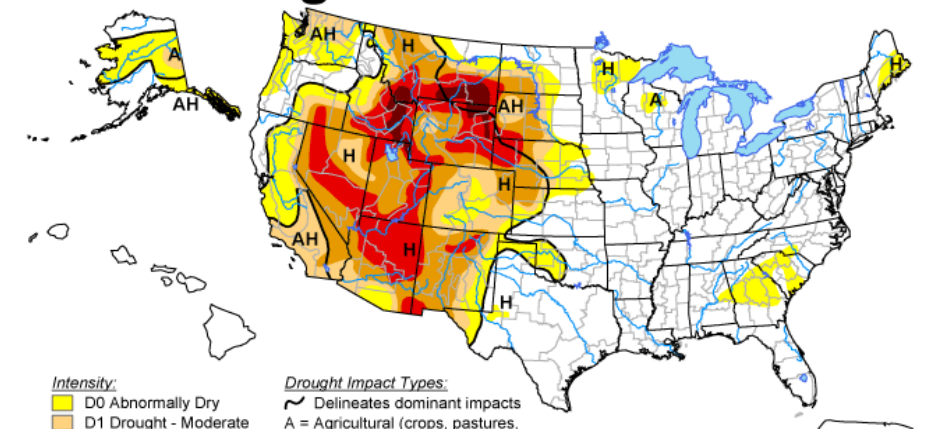 AH
H
A
H
H
A
AH
AH
H
H
AH
H
H
Intensity:
D0 Abnormally Dry
D1 Drought - Moderate
Drought Impact Types:
Delineates dominant impacts
A = Agricultural (crops, pastures,